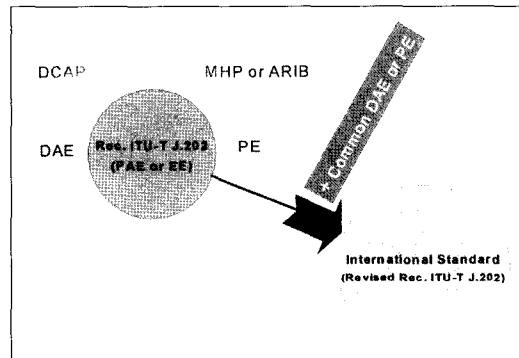 DCAP
MHP or ARIB
+ Common DAE or PE
DAE
Rec. ITU-T J.202
(PAE or EE)
PE
International Standard
(Revised Rec. ITU-T J.202)